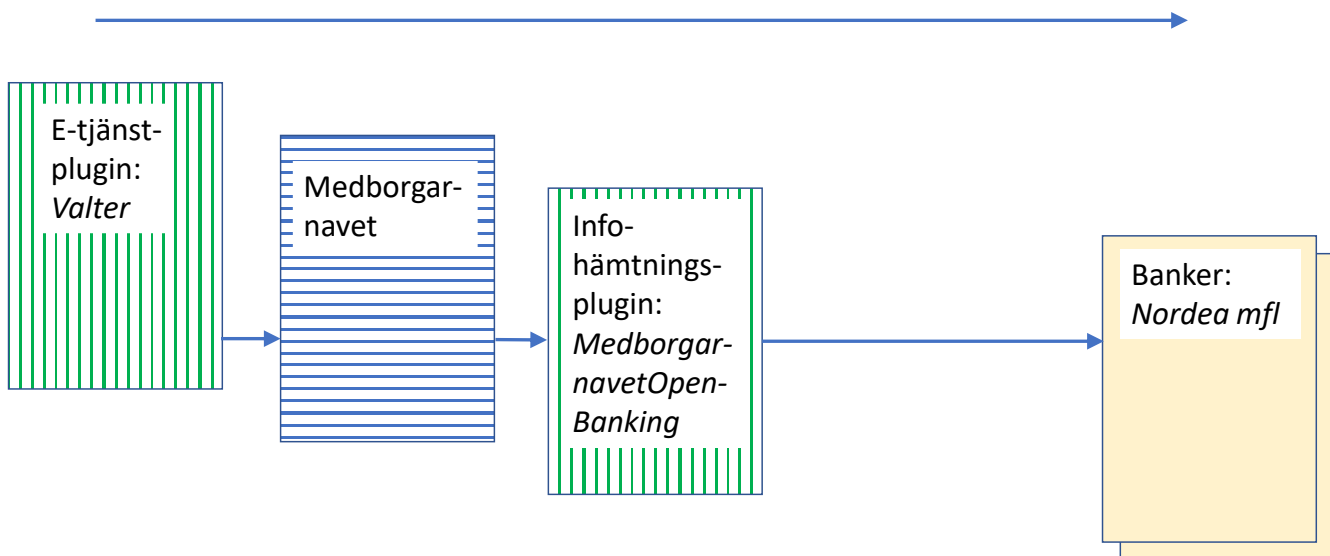 E-tjänst-
plugin:
Valter
Medborgar-
navet
Info-
hämtnings-
plugin:
Medborgar-
navetOpen-
Banking
Banker:
Nordea mfl